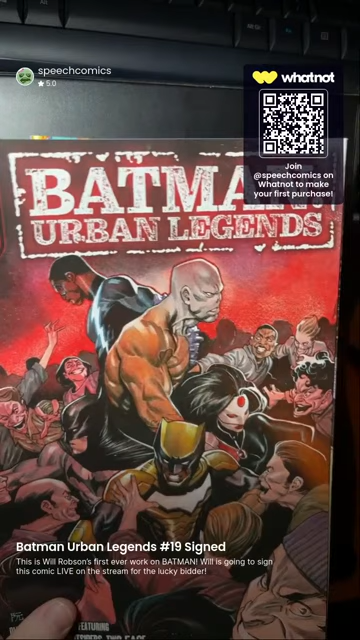 speechcomics
★ 5.0
whatnot
Join
@speechcomics on
Whatnot to make
your first purchase!
BATMAN:
URBAN LEGENDS
Batman Urban Legends #19 Signed
This is Will Robson's first ever work on BATMAN! Will is going to sign
this comic LIVE on the stream for the lucky bidder!
FEATURING